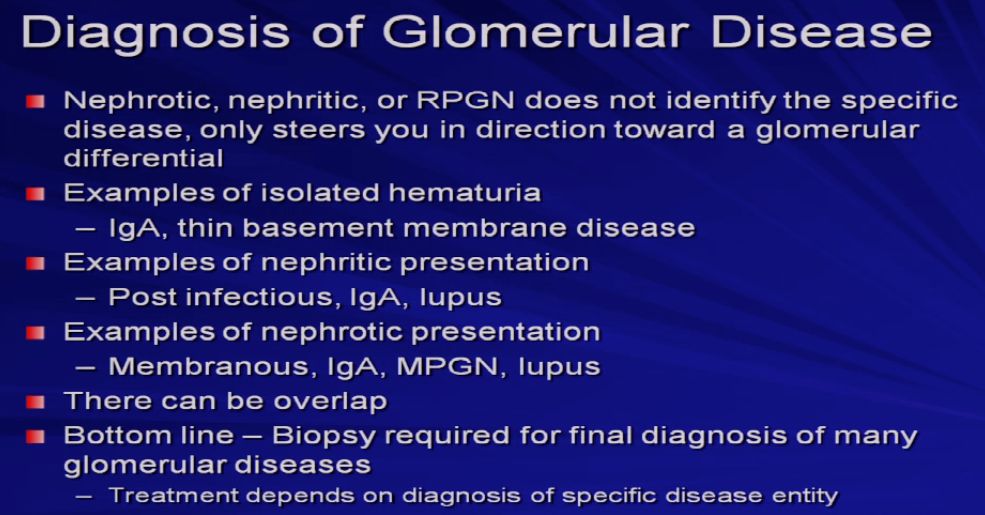 Diagnosis of Glomerular Disease
Nephrotic, nephritic, or RPGN does not identify the specific
disease, only steers you in direction toward a glomerular
differential
Examples of isolated hematuria
– IgA, thin basement membrane disease
Examples of nephritic presentation
– Post infectious, IgA, lupus
Examples of nephrotic presentation
– Membranous, IgA, MPGN, lupus
There can be overlap
Bottom line – Biopsy required for final diagnosis of many
glomerular diseases
– Treatment depends on diagnosis of specific disease entity